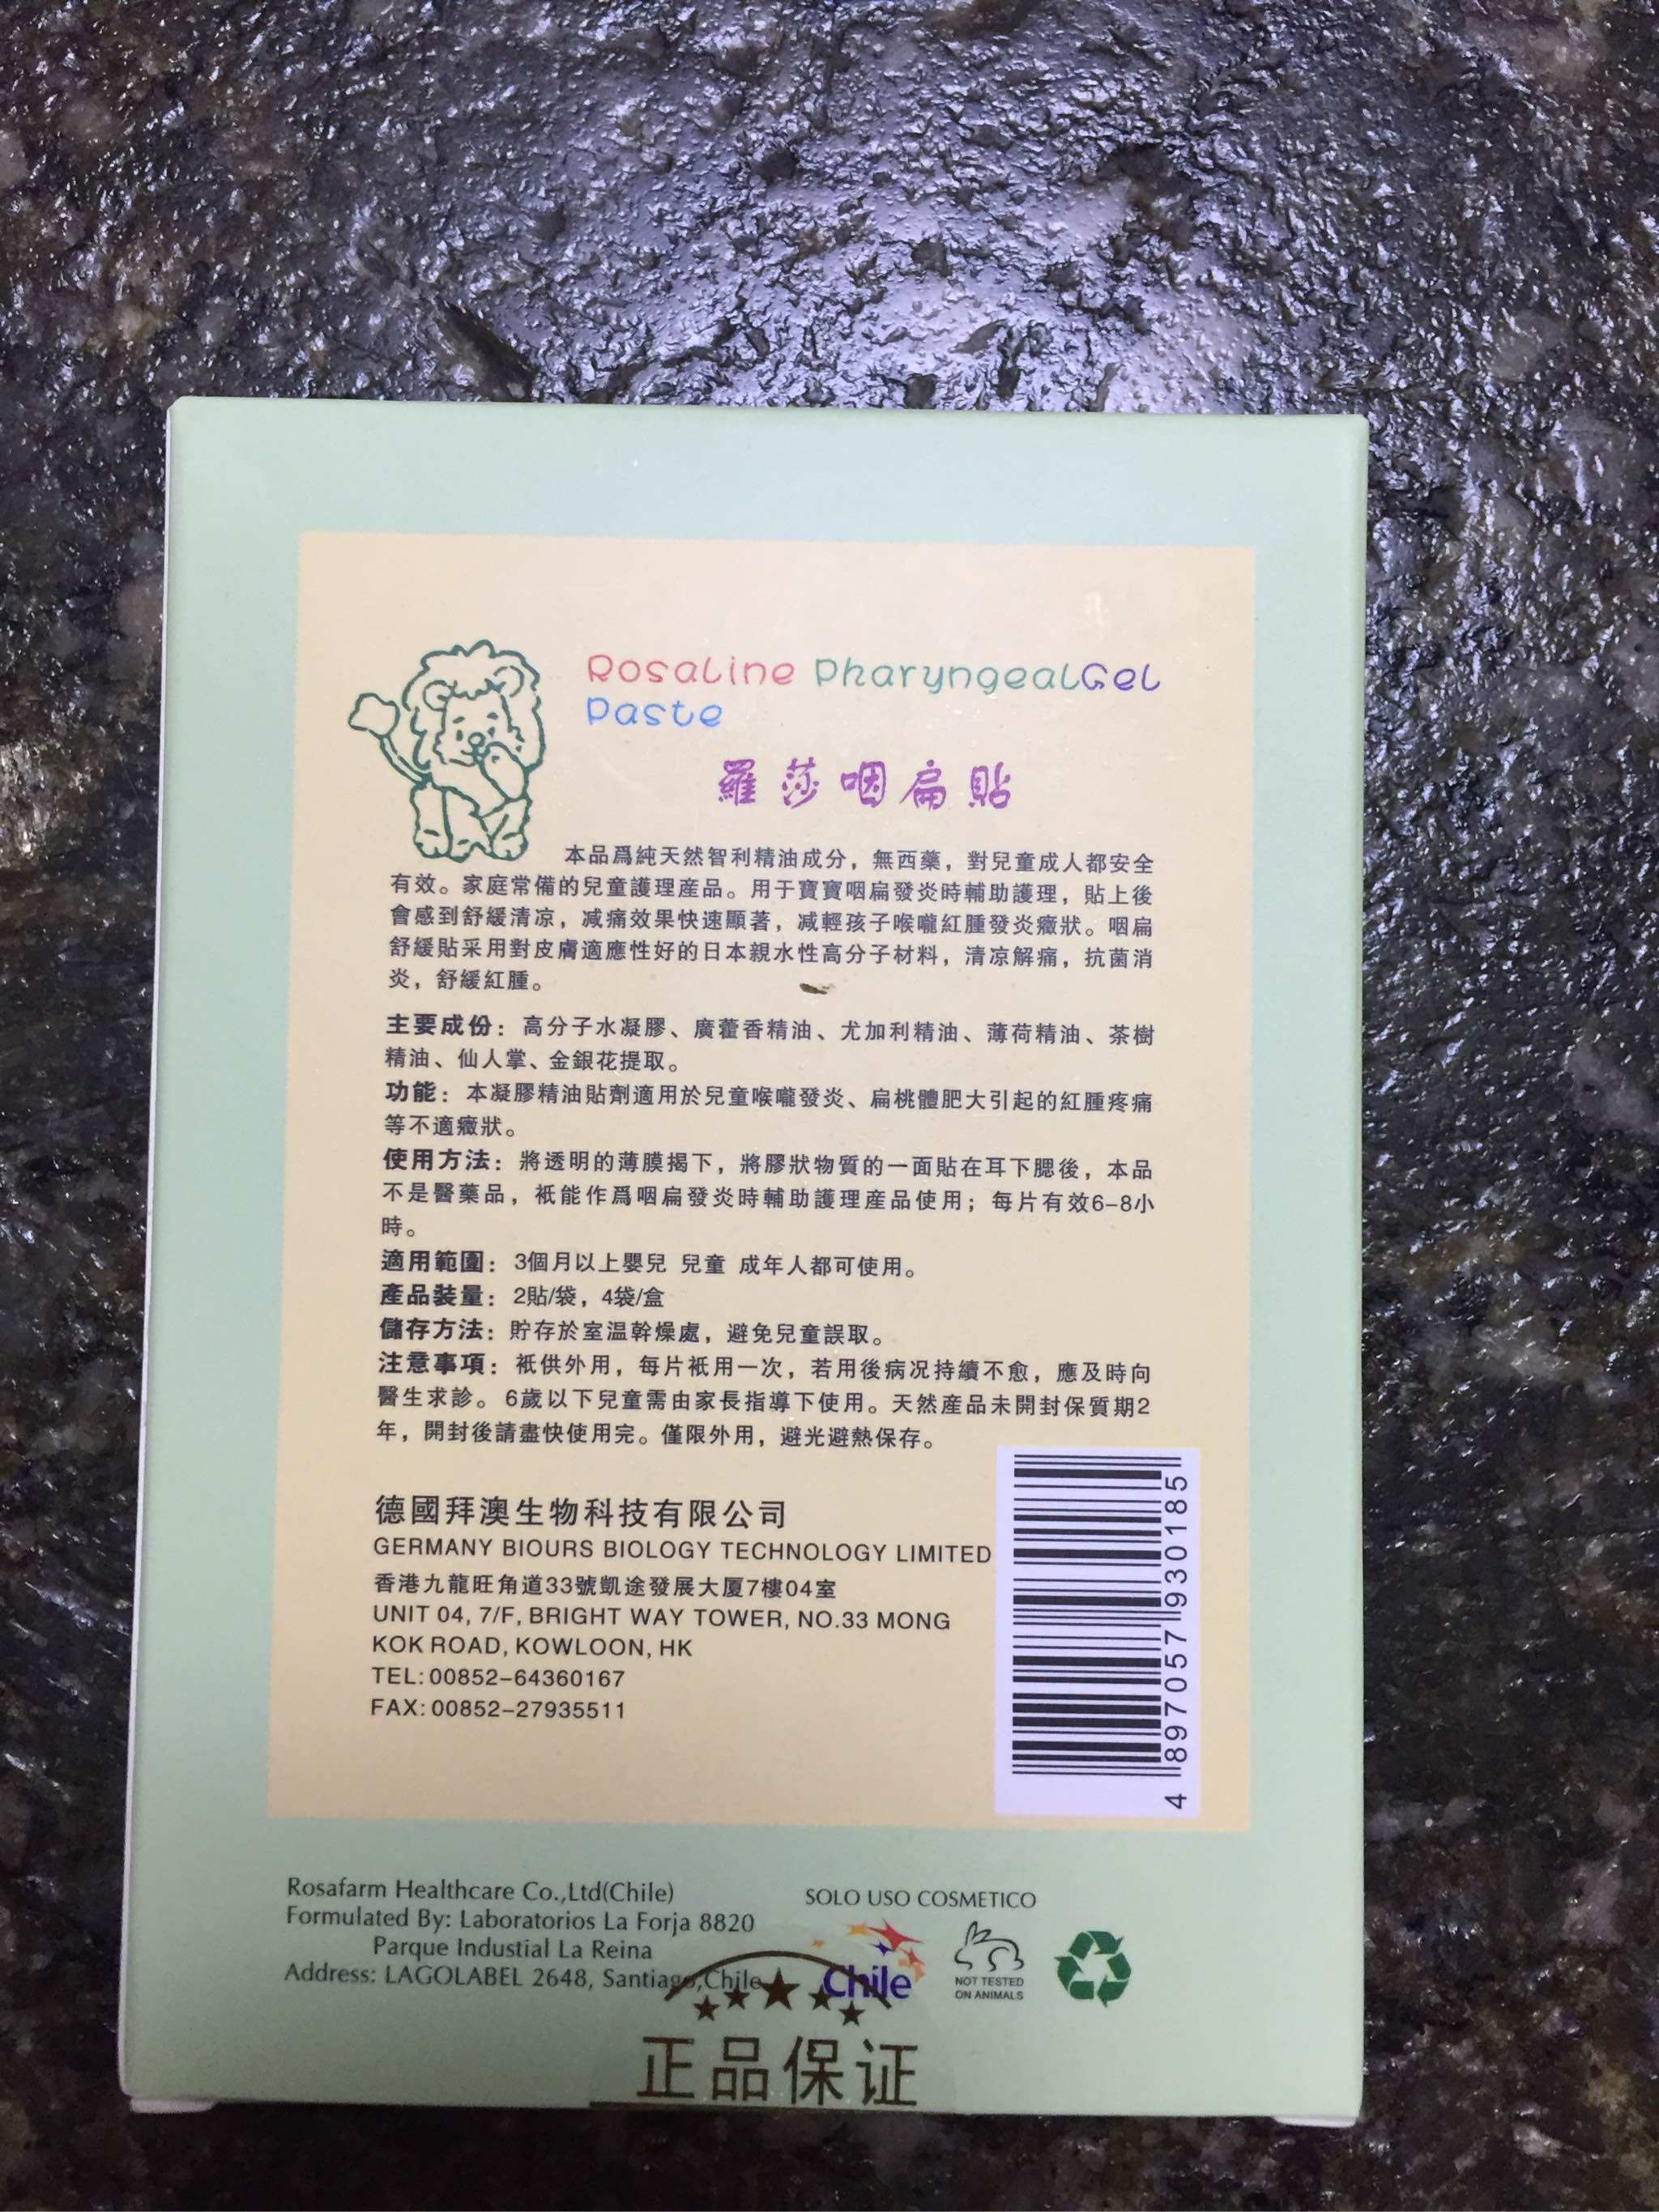 Rosaline PharyngealGel
Paste
羅莎咽扁貼
本品爲純天然智利精油成分，無西藥，對兒童成人都安全
有效。家庭常備的兒童護理産品。用于寶寶咽扁發炎時輔助護理，貼上後
會感到舒緩清凉，减痛效果快速顯著，减輕孩子喉嚨紅腫發炎癥狀。咽扁
舒緩貼采用對皮膚適應性好的日本親水性高分子材料，清凉解痛，抗菌消
炎，舒緩紅腫。
主要成份：高分子水凝膠、廣藿香精油、尤加利精油、薄荷精油、茶樹
精油、仙人掌、金銀花提取。
功能：本凝膠精油貼劑適用於兒童喉嚨發炎、扁桃體肥大引起的紅腫疼痛
等不適癥狀。
使用方法：將透明的薄膜揭下，將膠狀物質的一面貼在耳下腮後，本品
不是醫藥品，衹能作爲咽扁發炎時輔助護理産品使用；每片有效6-8小
時。
適用範圍：3個月以上嬰兒 兒童 成年人都可使用。
產品裝量：2貼/袋，4袋/盒
儲存方法：貯存於室温幹燥處，避免兒童誤取。
注意事項：衹供外用，每片衹用一次，若用後病况持續不愈，應及時向
醫生求診。6歲以下兒童需由家長指導下使用。天然産品未開封保質期2
年，開封後請盡快使用完。僅限外用，避光避熱保存。
德國拜澳生物科技有限公司
GERMANY BIOURS BIOLOGY TECHNOLOGY LIMITED
香港九龍旺角道33號凱途發展大厦7樓04室
UNIT 04, 7/F, BRIGHT WAY TOWER, NO.33 MONG
KOK ROAD, KOWLOON, HK
TEL: 00852-64360167
FAX: 00852-27935511
4 897057 930185
Rosafarm Healthcare Co.,Ltd(Chile)
Formulated By: Laboratorios La Forja 8820
Parque Industial La Reina
Address: LAGOLABEL 2648, Santiago,Chile
SOLO USO COSMETICO
Chile
NOT TESTED
ON ANIMALS
正品保证